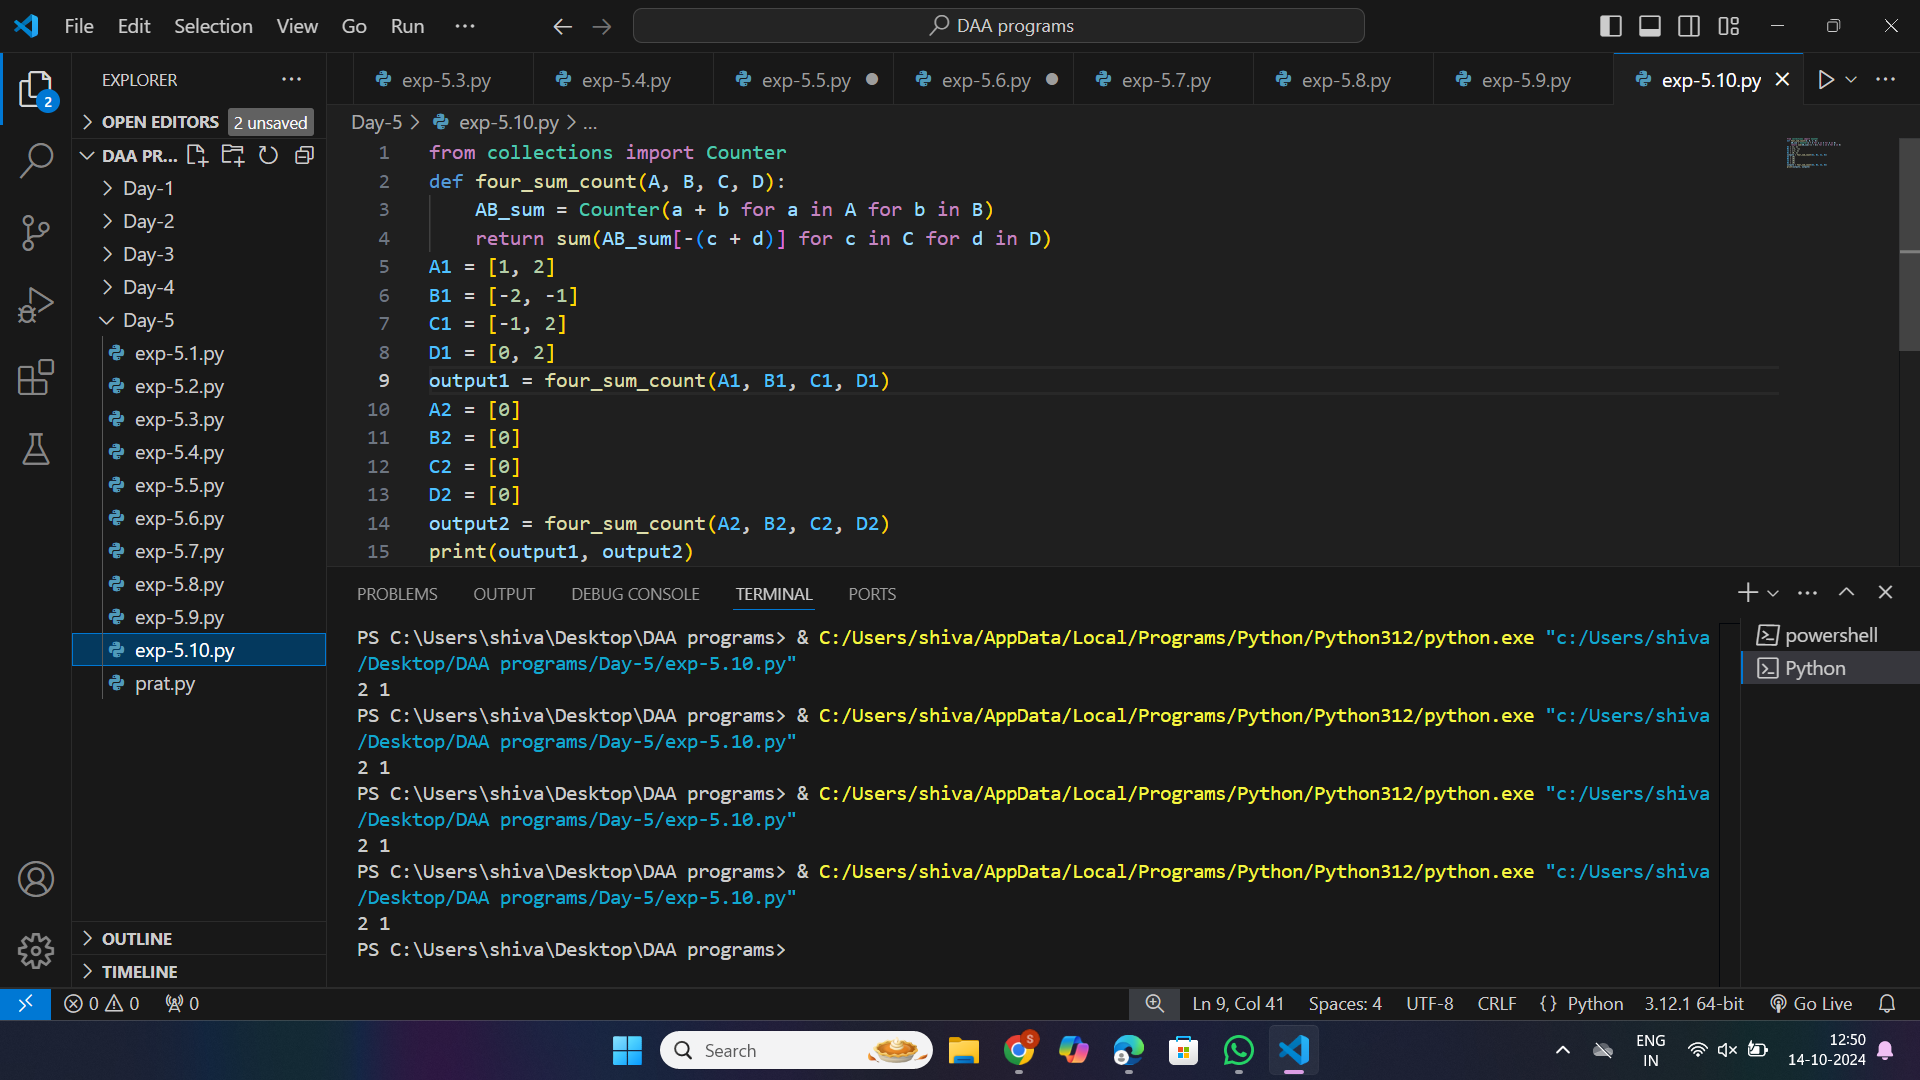 File Edit Selection View Go Run ...
DAA programs
2
EXPLORER
OPEN EDITORS 2 unsaved
DAA PR...
Day-1
Day-2
Day-3
Day-4
Day-5
exp-5.1.py
exp-5.2.py
exp-5.3.py
exp-5.4.py
exp-5.5.py
exp-5.6.py
exp-5.7.py
exp-5.8.py
exp-5.9.py
exp-5.10.py
prat.py
OUTLINE
TIMELINE
exp-5.3.py exp-5.4.py exp-5.5.py exp-5.6.py exp-5.7.py exp-5.8.py exp-5.9.py exp-5.10.py
Day-5 > exp-5.10.py > ...
1 from collections import Counter
2 def four_sum_count(A, B, C, D):
3     AB_sum = Counter(a + b for a in A for b in B)
4     return sum(AB_sum[-(c + d)] for c in C for d in D)
5 A1 = [1, 2]
6 B1 = [-2, -1]
7 C1 = [-1, 2]
8 D1 = [0, 2]
9 output1 = four_sum_count(A1, B1, C1, D1)
10 A2 = [0]
11 B2 = [0]
12 C2 = [0]
13 D2 = [0]
14 output2 = four_sum_count(A2, B2, C2, D2)
15 print(output1, output2)
PROBLEMS OUTPUT DEBUG CONSOLE TERMINAL PORTS
PS C:\Users\shiva\Desktop\DAA programs> & C:/Users/shiva/AppData/Local/Programs/Python/Python312/python.exe "c:/Users/shiva
/Desktop/DAA programs/Day-5/exp-5.10.py"
2 1
PS C:\Users\shiva\Desktop\DAA programs> & C:/Users/shiva/AppData/Local/Programs/Python/Python312/python.exe "c:/Users/shiva
/Desktop/DAA programs/Day-5/exp-5.10.py"
2 1
PS C:\Users\shiva\Desktop\DAA programs> & C:/Users/shiva/AppData/Local/Programs/Python/Python312/python.exe "c:/Users/shiva
/Desktop/DAA programs/Day-5/exp-5.10.py"
2 1
PS C:\Users\shiva\Desktop\DAA programs> & C:/Users/shiva/AppData/Local/Programs/Python/Python312/python.exe "c:/Users/shiva
/Desktop/DAA programs/Day-5/exp-5.10.py"
2 1
PS C:\Users\shiva\Desktop\DAA programs>
powershell
Python
0 0 0 Ln 9, Col 41 Spaces: 4 UTF-8 CRLF {} Python 3.12.1 64-bit Go Live
Search
S
ENG
IN
12:50
14-10-2024